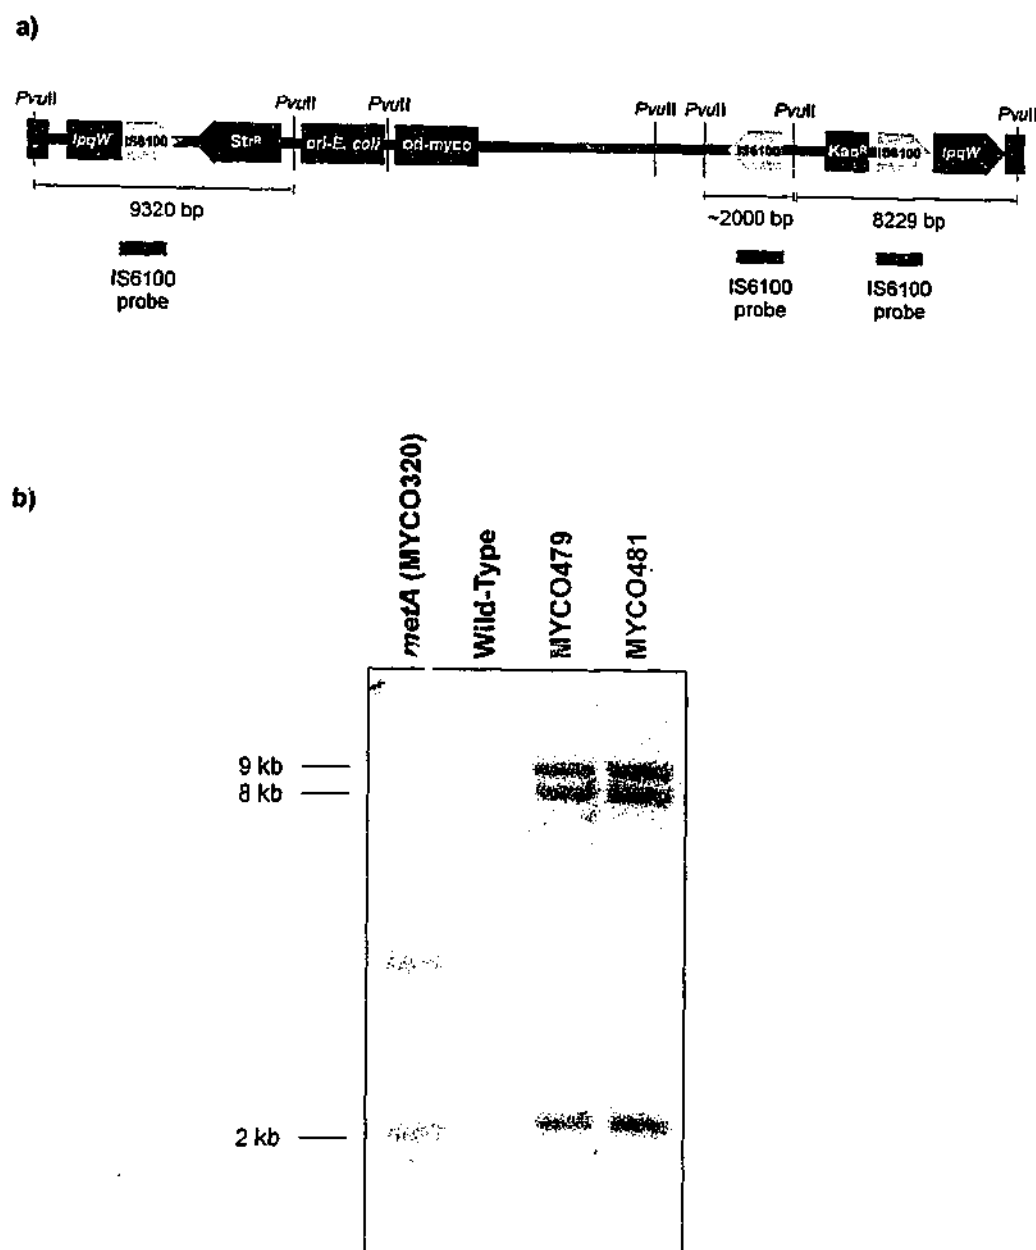 a)
PvuII PvuII PvuII PvuII PvuII PvuII PvuII
lpqW IS6100 StrR ori-E. coli ori-myco IS6100 KanR IS6100 lpqW
9320 bp ~2000 bp 8229 bp
IS6100 IS6100 IS6100
probe probe probe
b)
metA (MYCO320)
Wild-Type
MYCO479
MYCO481
9 kb
8 kb
2 kb